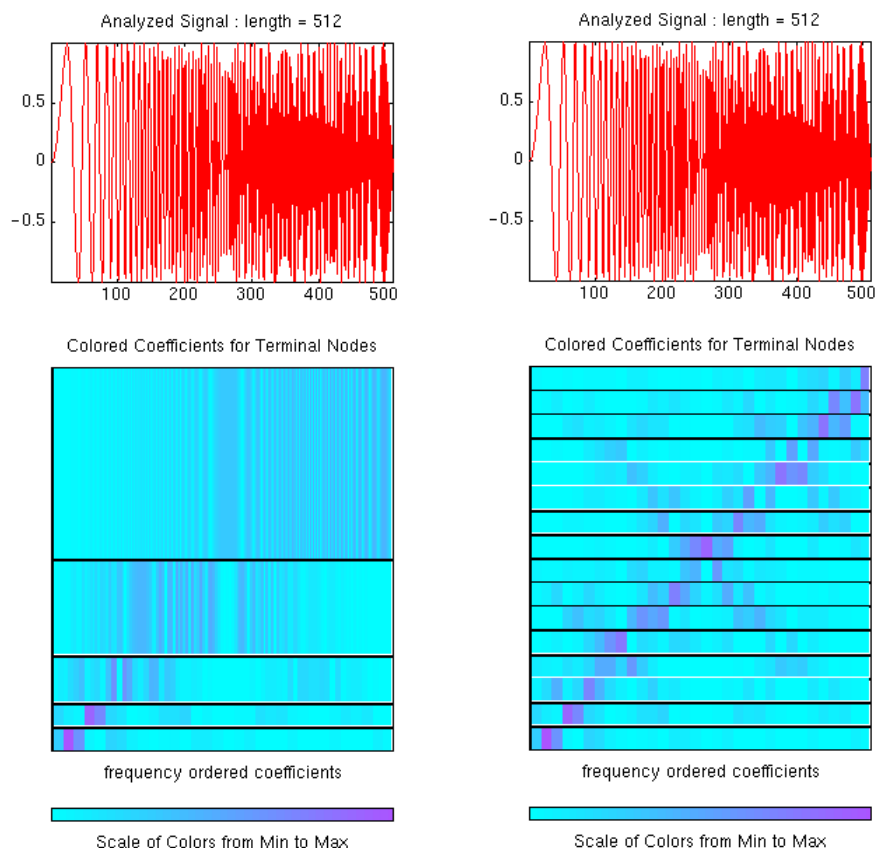 Analyzed Signal : length = 512
0.5
0
−0.5
100 200 300 400 500
Colored Coefficients for Terminal Nodes
frequency ordered coefficients
Scale of Colors from Min to Max
Analyzed Signal : length = 512
0.5
0
−0.5
100 200 300 400 500
Colored Coefficients for Terminal Nodes
frequency ordered coefficients
Scale of Colors from Min to Max